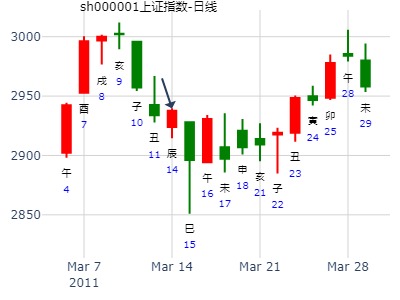 sh000001上证指数-日线
3000
2950
2900
2850
午
4
酉
7
戌
8
亥
9
子
10
丑
11
辰
14
巳
15
午
16
未
17
申
18
亥
21
子
22
丑
23
寅
24
卯
25
午
28
未
29
Mar 7
2011
Mar 14
Mar 21
Mar 28